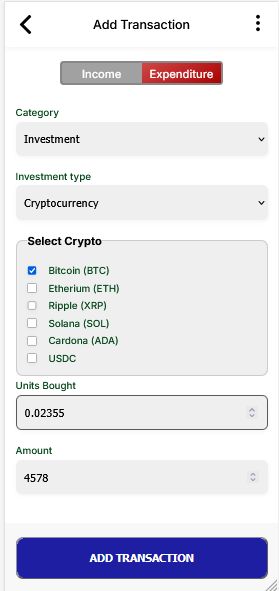 Add Transaction
Income Expenditure
Category
Investment
Investment type
Cryptocurrency
Select Crypto
Bitcoin (BTC)
Etherium (ETH)
Ripple (XRP)
Solana (SOL)
Cardona (ADA)
USDC
Units Bought
0.02355
Amount
4578
ADD TRANSACTION